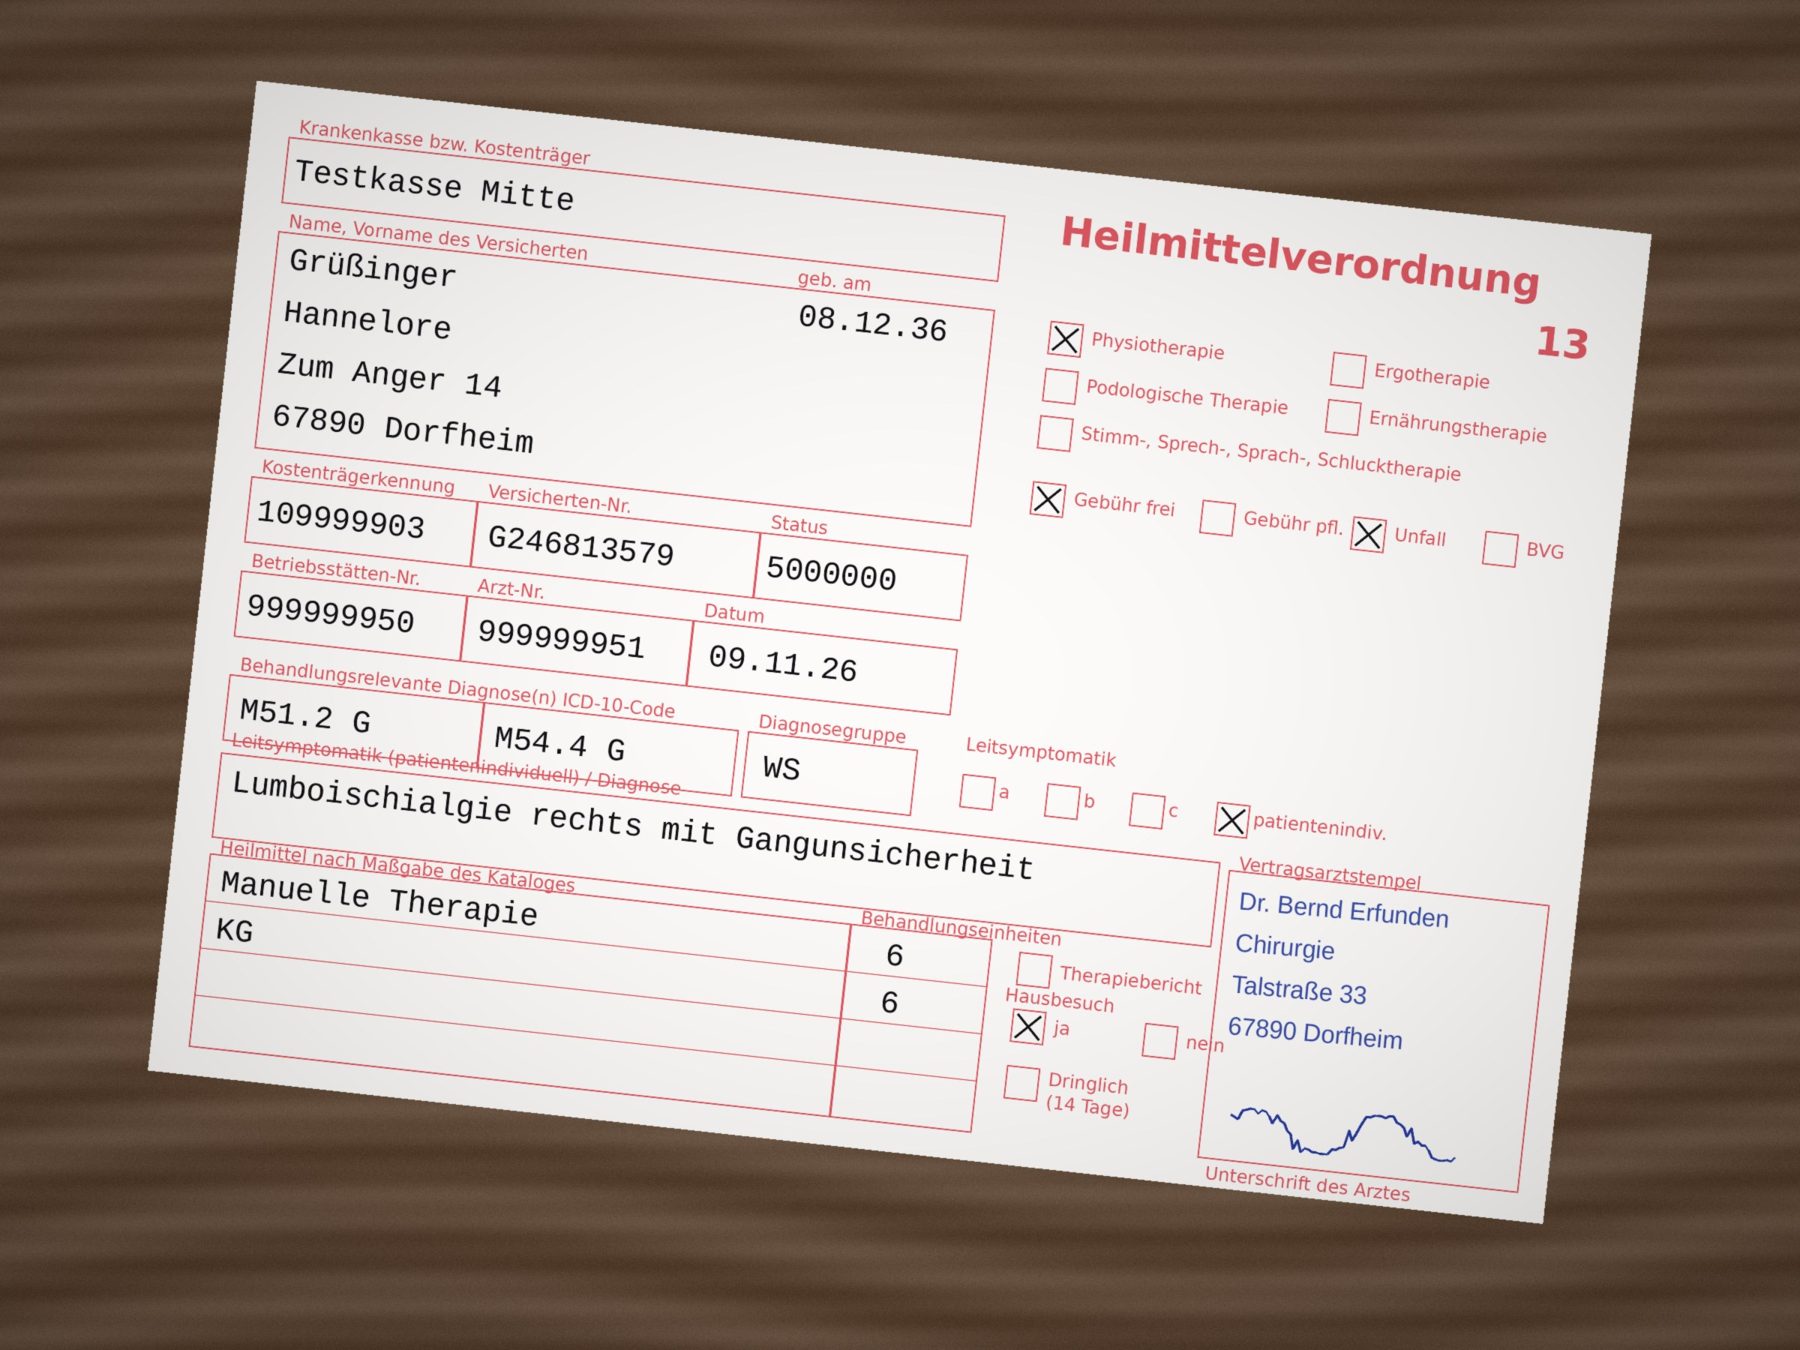 Krankenkasse bzw. Kostenträger
Testkasse Mitte
Name, Vorname des Versicherten
geb. am
Grüßinger
08.12.36
Hannelore
Zum Anger 14
67890 Dorfheim
Kostenträgerkennung Versicherten-Nr. Status
109999903 G246813579 5000000
Betriebsstätten-Nr. Arzt-Nr. Datum
999999950 999999951 09.11.26
Heilmittelverordnung
13
Physiotherapie Ergotherapie
Podologische Therapie Ernährungstherapie
Stimm-, Sprech-, Sprach-, Schlucktherapie
Gebühr frei Gebühr pfl. Unfall BVG
Behandlungsrelevante Diagnose(n) ICD-10-Code Diagnosegruppe Leitsymptomatik
M51.2 G M54.4 G WS a b c patientenindiv.
Leitsymptomatik (patientenindividuell) / Diagnose
Lumboischialgie rechts mit Gangunsicherheit
Heilmittel nach Maßgabe des Kataloges Behandlungseinheiten
Manuelle Therapie 6
KG 6
Therapiebericht
Hausbesuch
ja nein
Dringlich
(14 Tage)
Vertragsarztstempel
Dr. Bernd Erfunden
Chirurgie
Talstraße 33
67890 Dorfheim
Unterschrift des Arztes